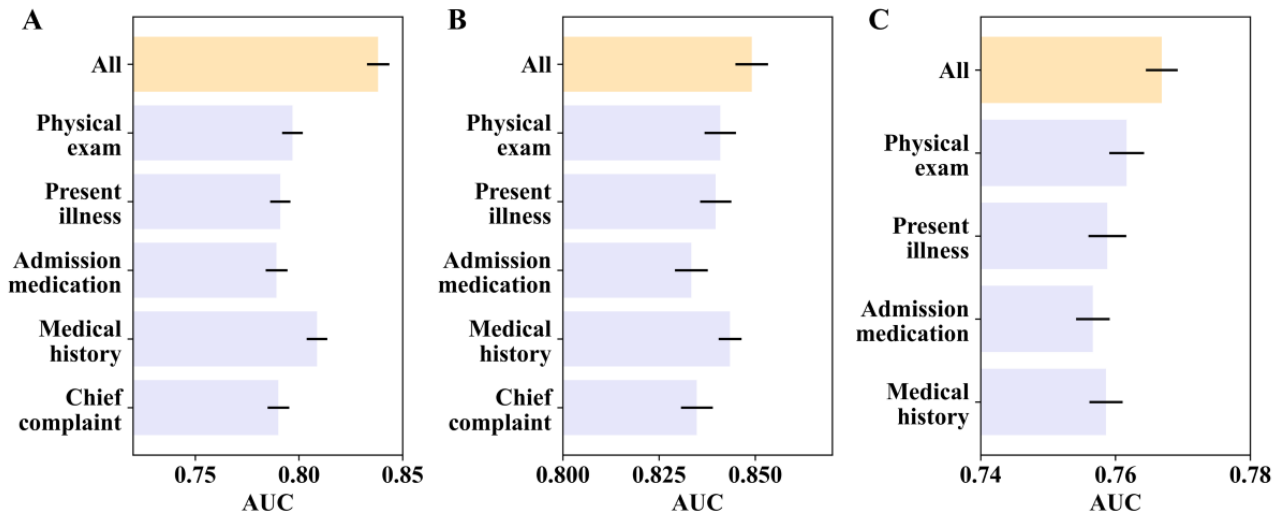 A
All
Physical
exam
Present
illness
Admission
medication
Medical
history
Chief
complaint
0.75 0.80 0.85
AUC
B
All
Physical
exam
Present
illness
Admission
medication
Medical
history
Chief
complaint
0.800 0.825 0.850
AUC
C
All
Physical
exam
Present
illness
Admission
medication
Medical
history
0.74 0.76 0.78
AUC